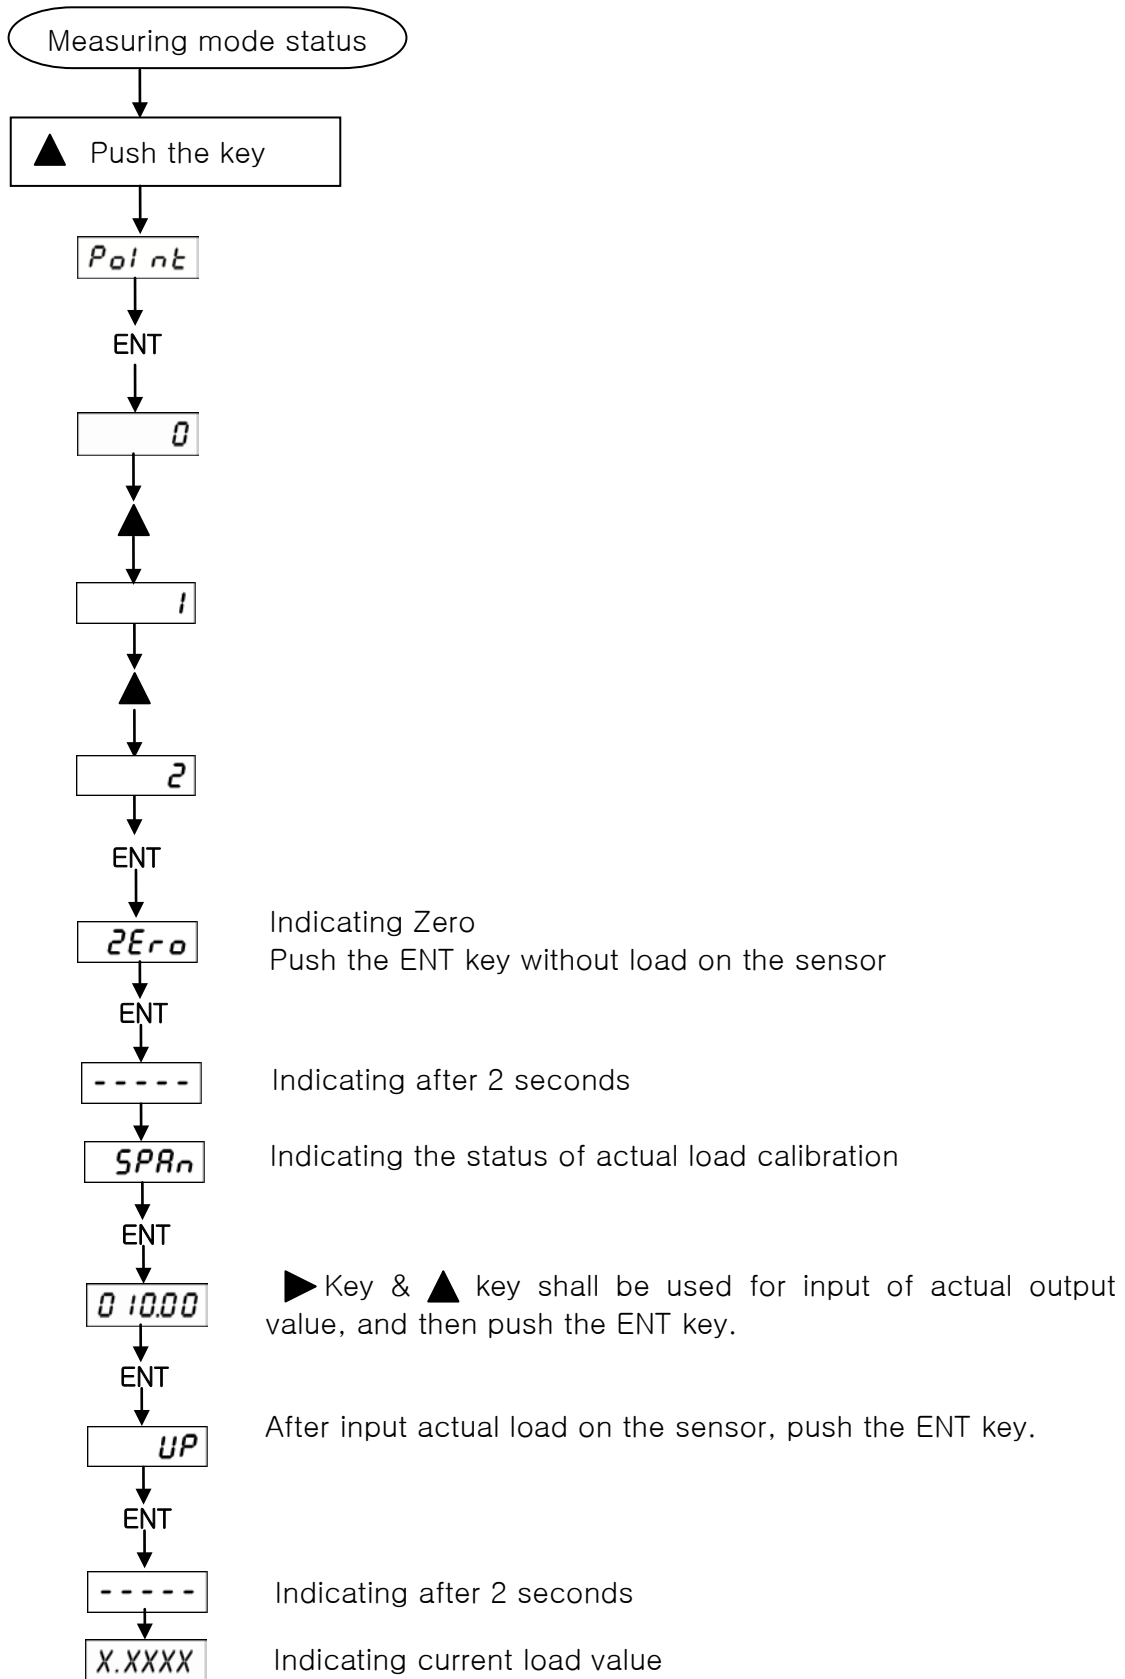 Measuring mode status
▲ Push the key
PoInt
ENT
0
▲
1
▲
2
ENT
ZEro
Indicating Zero
Push the ENT key without load on the sensor
ENT
-----
Indicating after 2 seconds
SPAn
Indicating the status of actual load calibration
ENT
010.00
▶Key & ▲ key shall be used for input of actual output
value, and then push the ENT key.
ENT
UP
After input actual load on the sensor, push the ENT key.
ENT
-----
Indicating after 2 seconds
X.XXXX
Indicating current load value